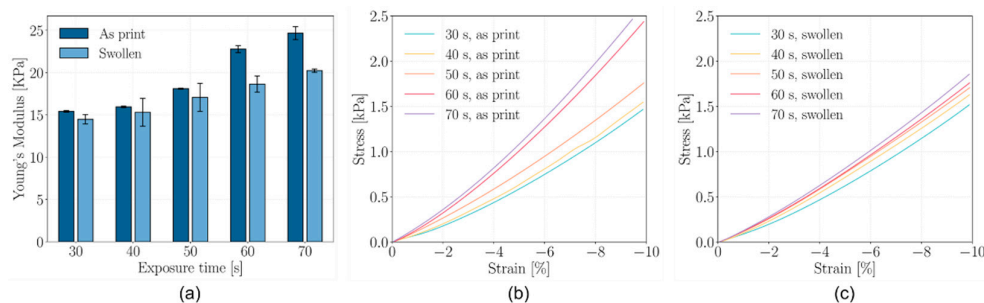 As print
Swollen
Young's Modulus [KPa]
25
20
15
10
5
0
30 40 50 60 70
Exposure time [s]
(a)
30 s, as print
40 s, as print
50 s, as print
60 s, as print
70 s, as print
Stress [kPa]
2.5
2.0
1.5
1.0
0.5
0.0
−2 −4 −6 −8 −10
Strain [%]
(b)
30 s, swollen
40 s, swollen
50 s, swollen
60 s, swollen
70 s, swollen
Stress [kPa]
2.5
2.0
1.5
1.0
0.5
0.0
0 −2 −4 −6 −8 −10
Strain [%]
(c)